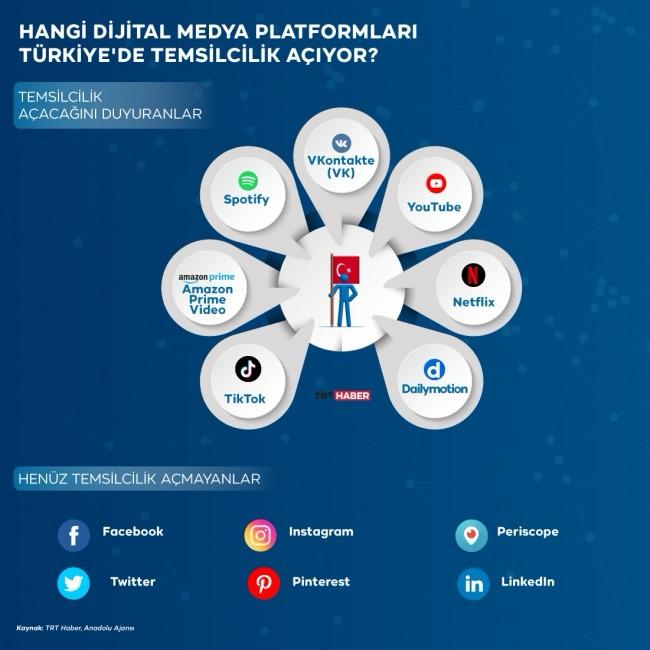 HANGİ DİJİTAL MEDYA PLATFORMLARI
TÜRKİYE'DE TEMSİLCİLİK AÇIYOR?
TEMSİLCİLİK
AÇACAĞINI DUYURANLAR
VKontakte
(VK)
Spotify
YouTube
amazon prime
Amazon
Prime
Video
Netflix
TikTok
Dailymotion
TRT HABER
HENÜZ TEMSİLCİLİK AÇMAYANLAR
Facebook
Instagram
Periscope
Twitter
Pinterest
LinkedIn
Kaynak: TRT Haber, Anadolu Ajansı